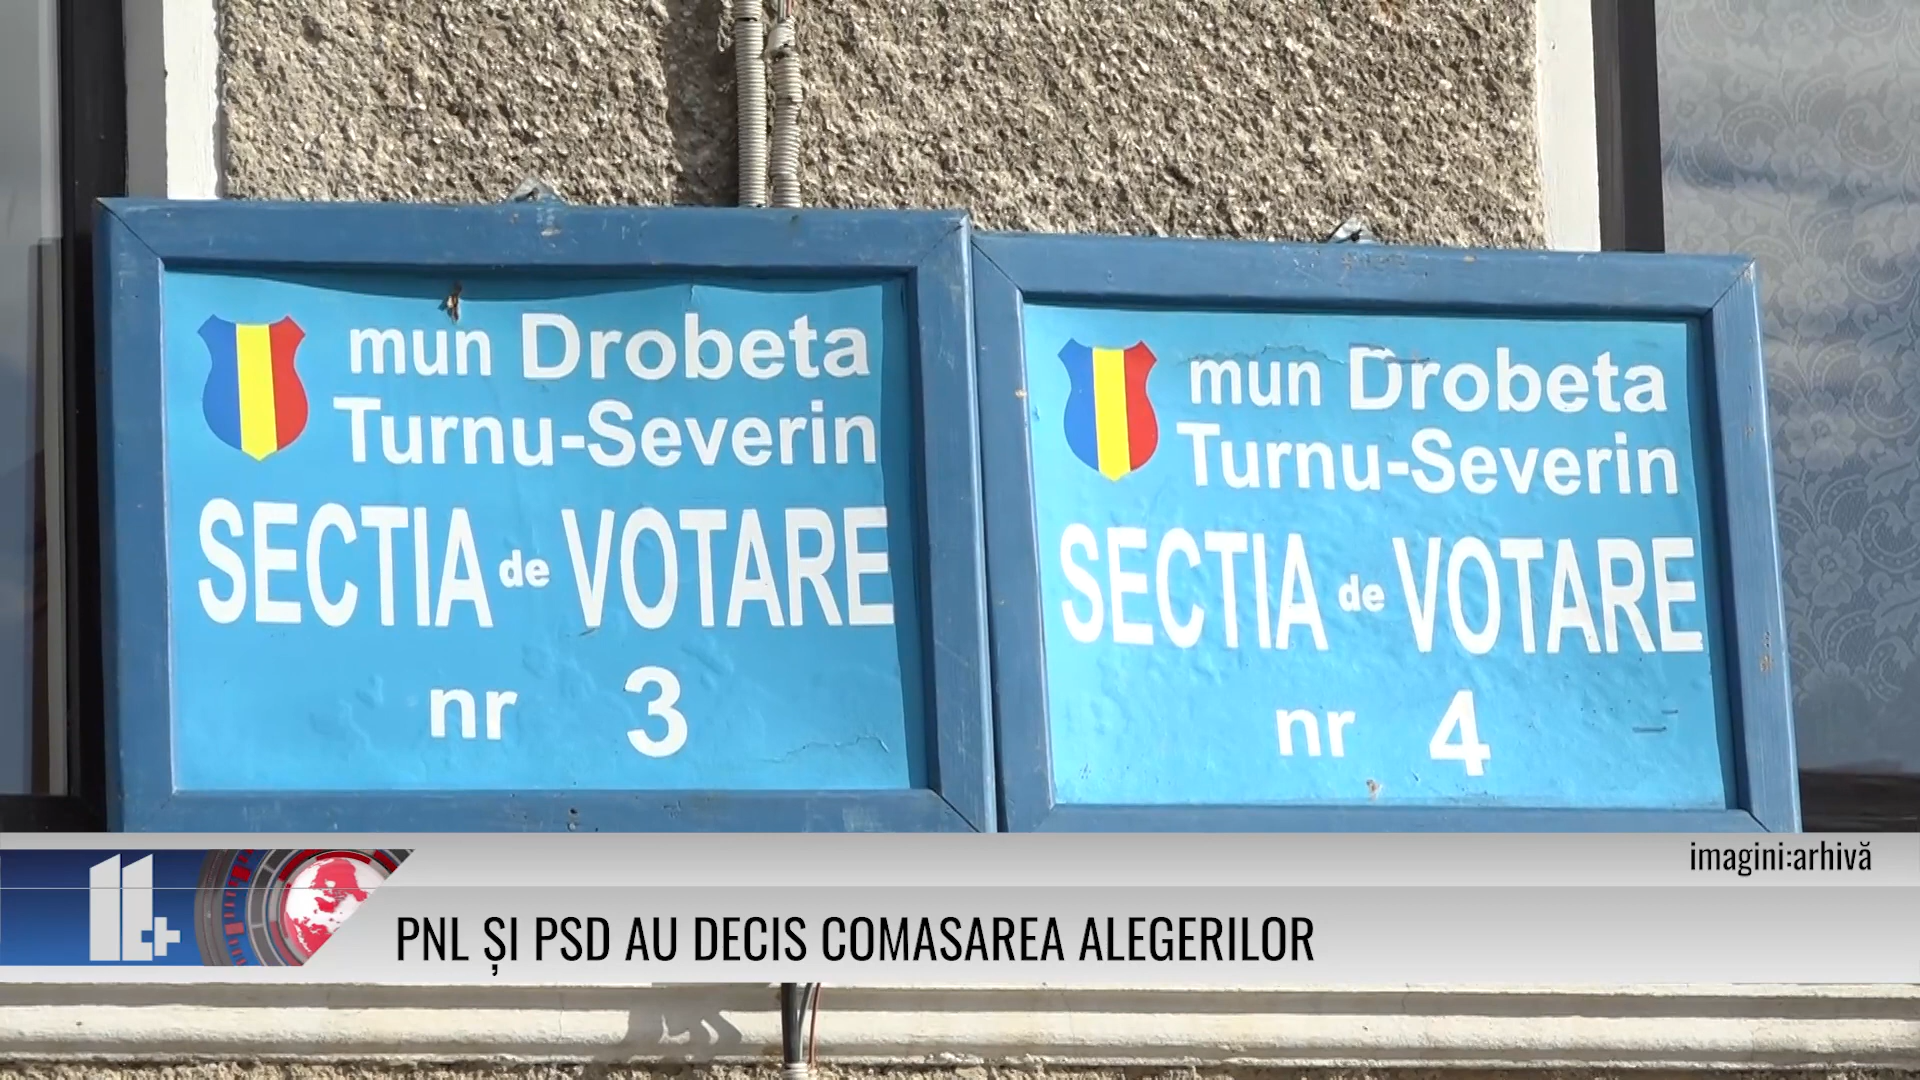 mun Drobeta
Turnu-Severin
SECTIA de VOTARE
nr 3
mun Drobeta
Turnu-Severin
SECTIA de VOTARE
nr 4
imagini:arhivă
PNL ȘI PSD AU DECIS COMASAREA ALEGERILOR